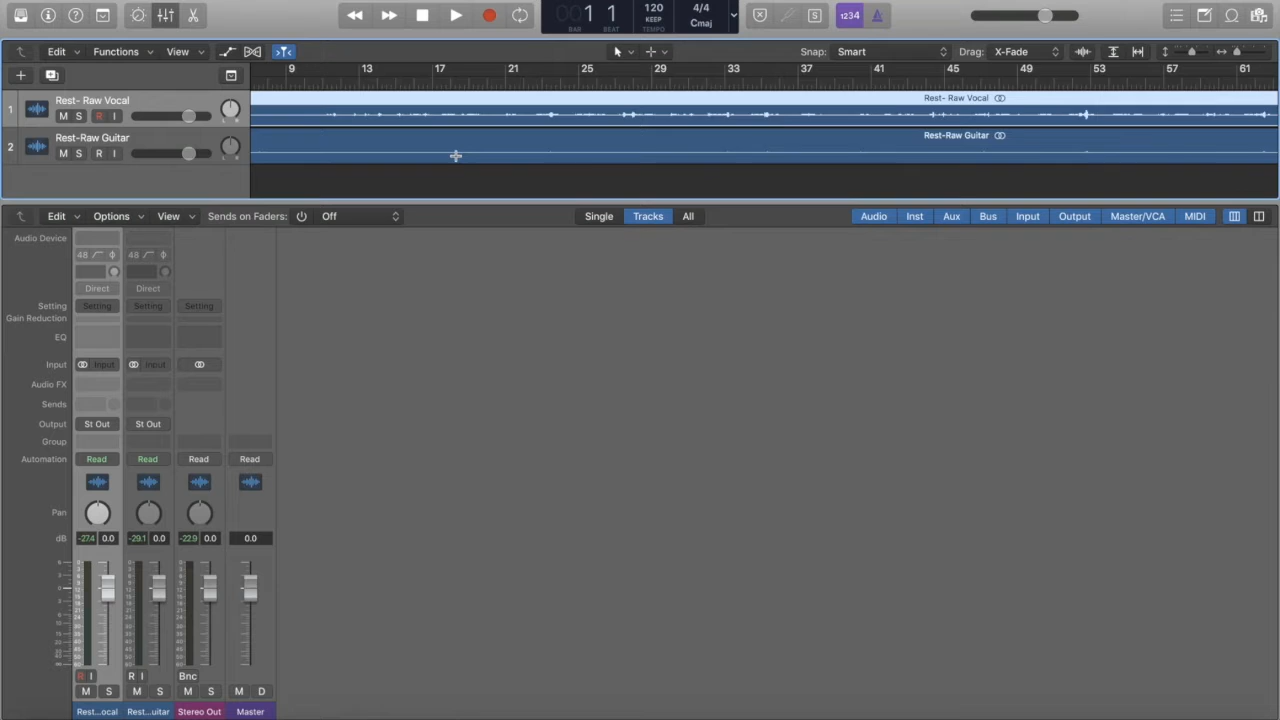 001 1
BAR BEAT
120
KEEP
TEMPO
4/4
Cmaj
S
1234
Edit Functions View
Snap: Smart
Drag: X-Fade
9 13 17 21 25 29 33 37 41 45 49 53 57 61
1 Rest- Raw Vocal
M S R I
L R
Rest- Raw Vocal
2 Rest-Raw Guitar
M S R I
L R
Rest-Raw Guitar
Edit Options View Sends on Faders: Off
Single Tracks All
Audio Inst Aux Bus Input Output Master/VCA MIDI
Audio Device
48 48
Direct Direct
Setting Setting Setting Setting
Gain Reduction
EQ
Input Input Input
Audio FX
Sends
Output St Out St Out
Group
Automation Read Read Read Read
Pan
dB -27.4 0.0 -29.1 0.0 -22.9 0.0 0.0
R I R I Bnc
M S M S M S M D
Rest...ocal Rest...uitar Stereo Out Master